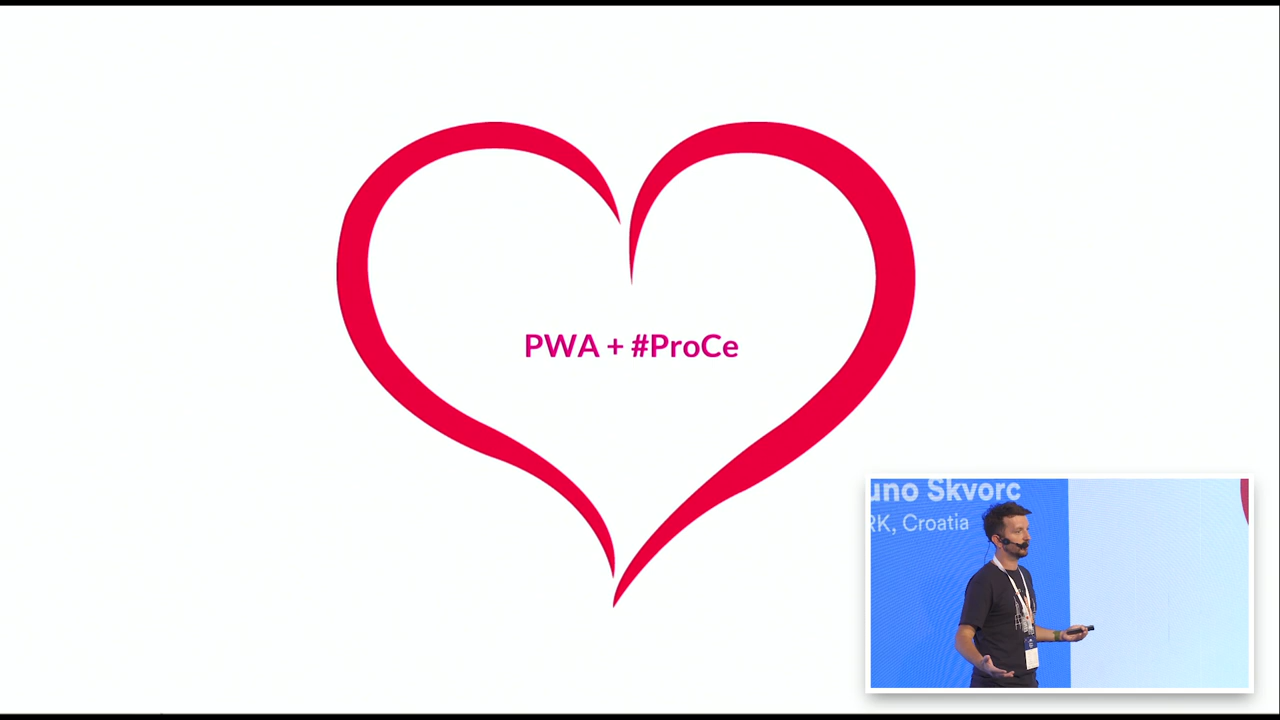 PWA + #ProCe
uno Skvorc
RK, Croatia